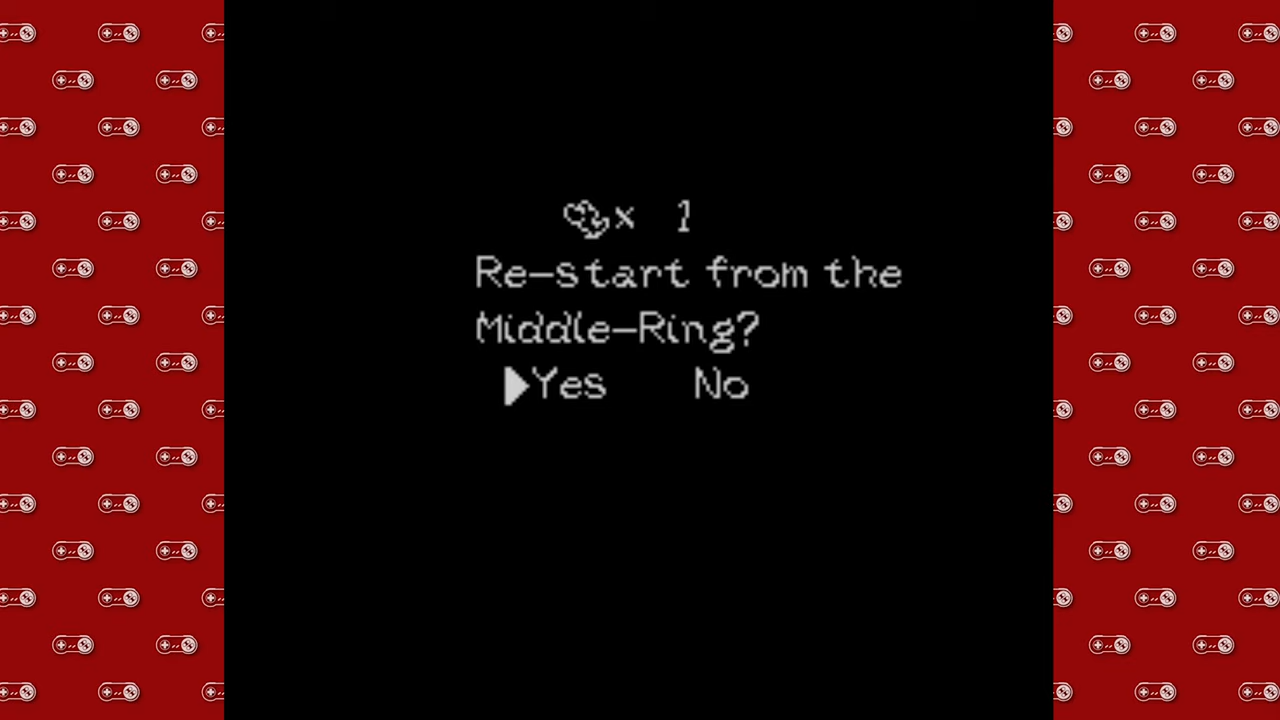 x 1
Re-start from the
Middle-Ring?
Yes No